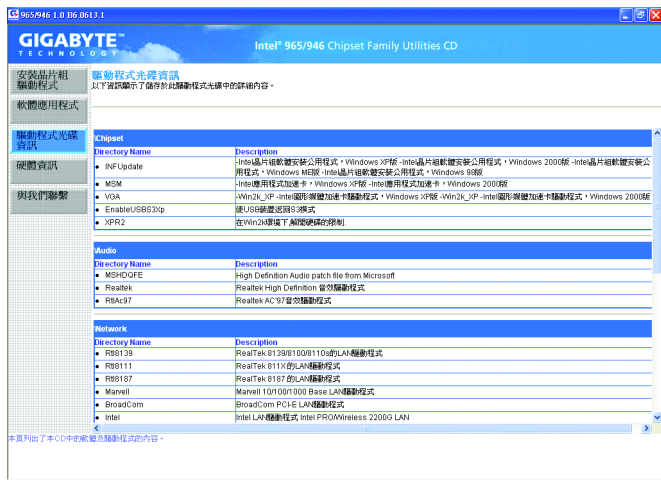 965/946 1.0 B6.0613.1
GIGABYTE™
TECHNOLOGY
Intel® 965/946 Chipset Family Utilities CD
安裝晶片組
驅動程式
軟體應用程式
驅動程式光碟
資訊
硬體資訊
與我們聯繫
驅動程式光碟資訊
以下資訊顯示了儲存於此驅動程式光碟中的詳細內容。
\Chipset
Directory Name Description
• INFUpdate -Intel晶片組軟體安裝公用程式，Windows XP版 -Intel晶片組軟體安裝公用程式，Windows 2000版 -Intel晶片組軟體安裝公
用程式，Windows ME版 -Intel晶片組軟體安裝公用程式，Windows 98版
• MSM -Intel應用程式加速卡，Windows XP版 -Intel應用程式加速卡，Windows 2000版
• VGA -Win2k_XP -Intel圖形媒體加速卡驅動程式，Windows XP版 -Win2k_XP -Intel圖形媒體加速卡驅動程式，Windows 2000版
• EnableUSBS3Xp 使USB裝置返回S3模式
• XPR2 在Win2k環境下,解開硬碟的限制.
\Audio
Directory Name Description
• MSHDQFE High Definition Audio patch file from Microsoft
• Realtek Realtek High Definition 音效驅動程式
• RtlAc97 Realtek AC'97音效驅動程式
\Network
Directory Name Description
• Rtl8139 RealTek 8139/8100/8110s的LAN驅動程式
• Rtl8111 RealTek 811X的LAN驅動程式
• Rtl8187 RealTek 8187 的LAN驅動程式
• Marvell Marvell 10/100/1000 Base LAN驅動程式
• BroadCom BroadCom PCI-E LAN驅動程式
• Intel Intel LAN驅動程式 Intel PRO/Wireless 2200G LAN
本頁列出了本CD中的軟體及驅動程式的內容。